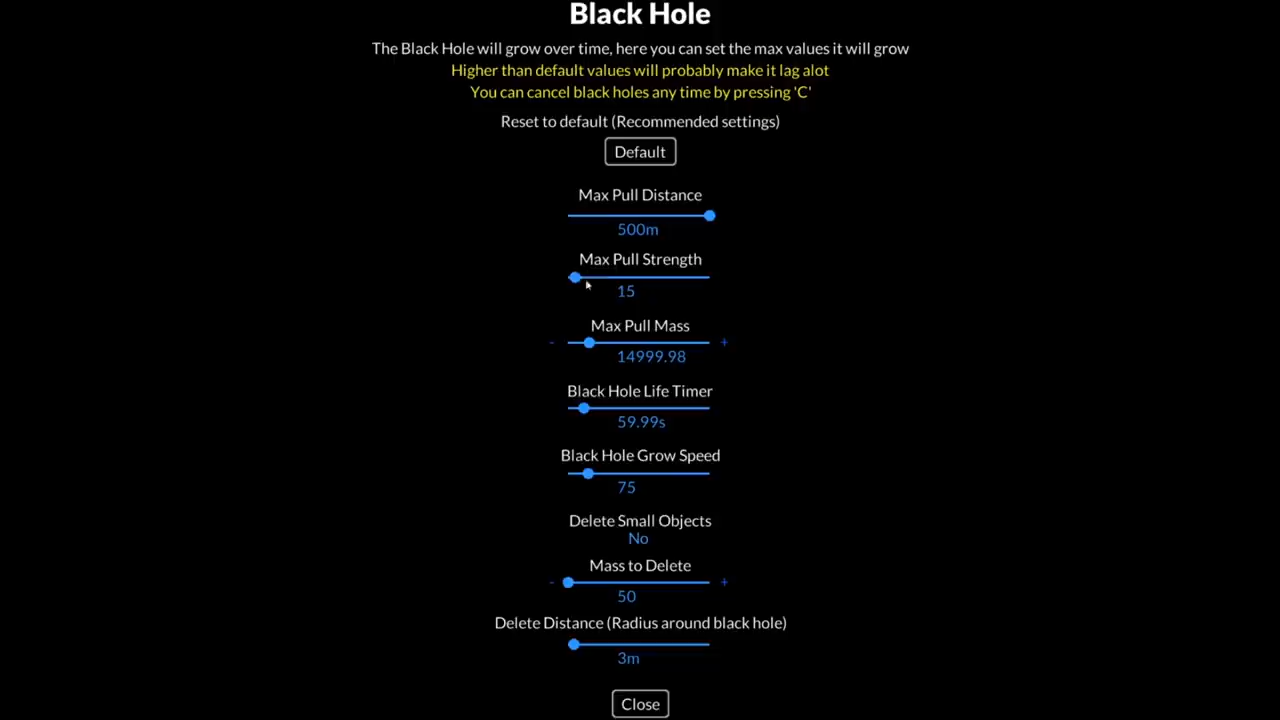 Black Hole
The Black Hole will grow over time, here you can set the max values it will grow
Higher than default values will probably make it lag alot
You can cancel black holes any time by pressing 'C'
Reset to default (Recommended settings)
Default
Max Pull Distance
500m
Max Pull Strength
15
Max Pull Mass
- +
14999.98
Black Hole Life Timer
59.99s
Black Hole Grow Speed
75
Delete Small Objects
No
Mass to Delete
- +
50
Delete Distance (Radius around black hole)
3m
Close